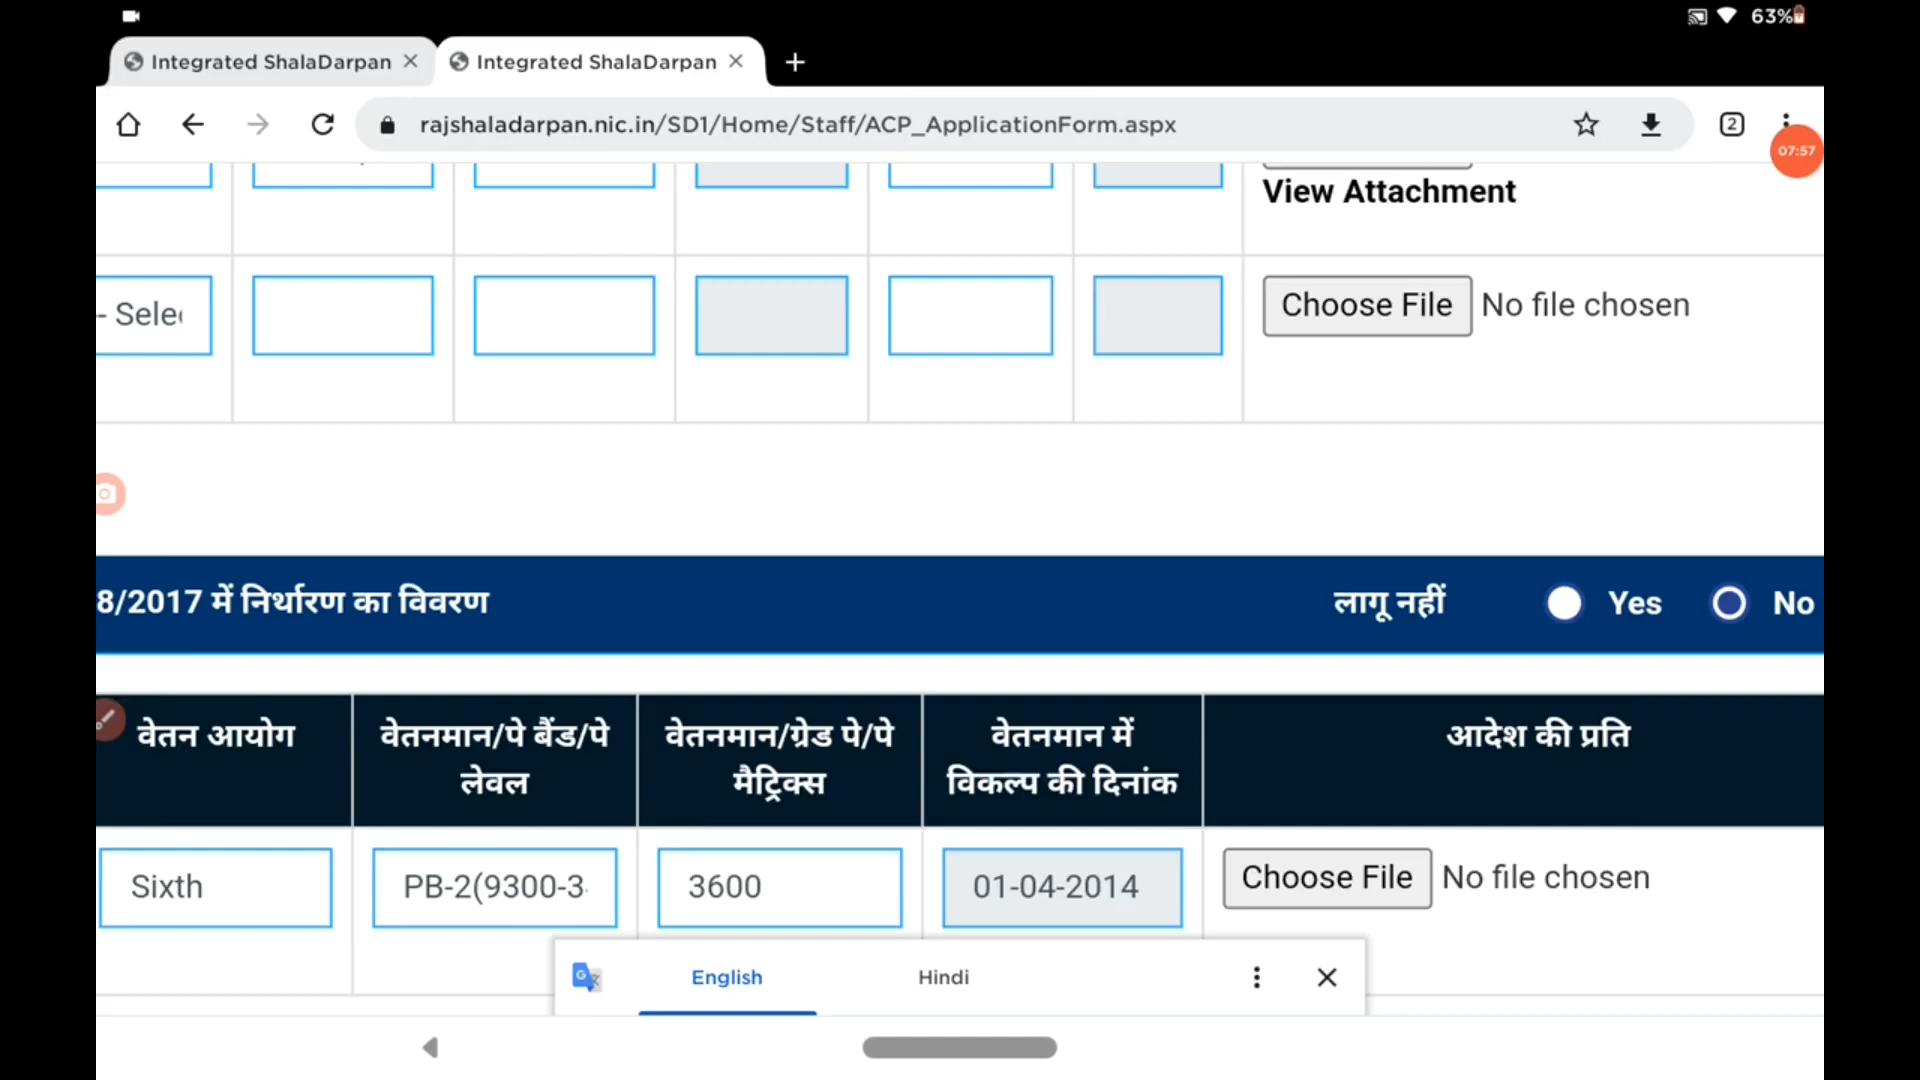 63%
Integrated ShalaDarpan
Integrated ShalaDarpan
rajshaladarpan.nic.in/SD1/Home/Staff/ACP_ApplicationForm.aspx
2
07:57
View Attachment
Choose File No file chosen
8/2017 में निर्धारण का विवरण लागू नहीं Yes No
वेतन आयोग
वेतनमान/पे बैंड/पे
लेवल
वेतनमान/ग्रेड पे/पे
मैट्रिक्स
वेतनमान में
विकल्प की दिनांक
आदेश की प्रति
Sixth PB-2(9300-3 3600 01-04-2014 Choose File No file chosen
English Hindi